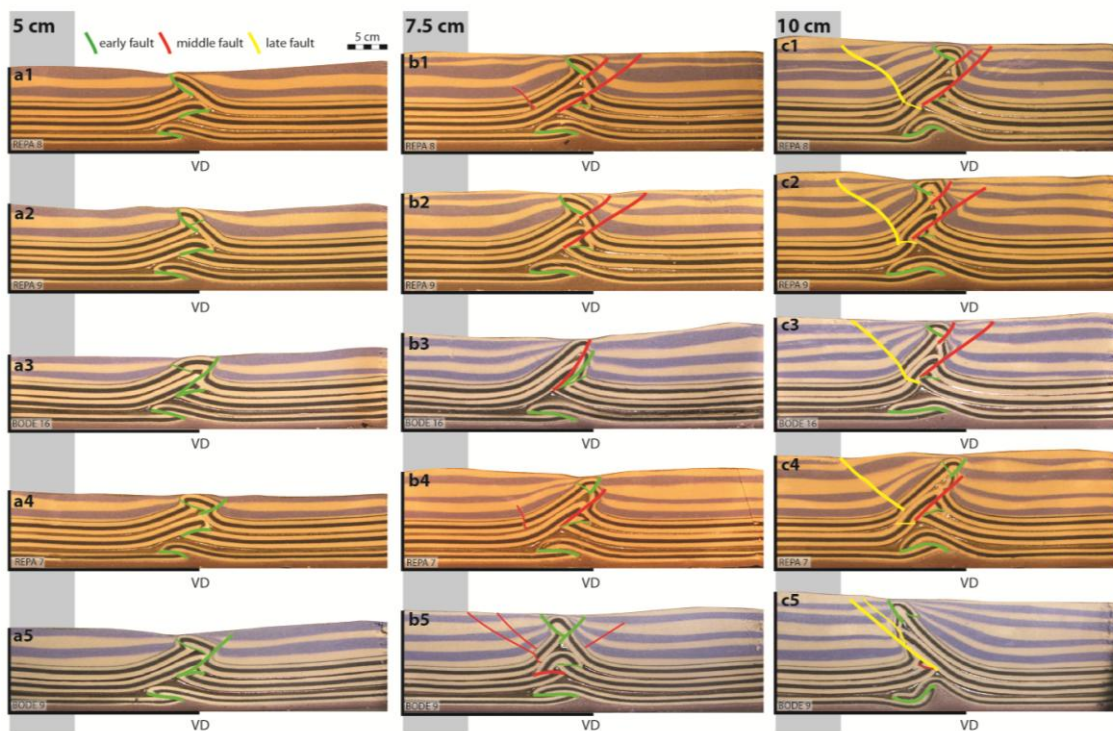 5 cm
early fault middle fault late fault
5 cm
7.5 cm
10 cm
a1
REPA 8
VD
b1
REPA 8
VD
c1
REPA 8
VD
a2
REPA 9
VD
b2
REPA 9
VD
c2
REPA 9
VD
a3
BODE 16
VD
b3
BODE 16
VD
c3
BODE 16
VD
a4
REPA 7
VD
b4
REPA 7
VD
c4
REPA 7
VD
a5
BODE 9
VD
b5
BODE 9
VD
c5
BODE 9
VD